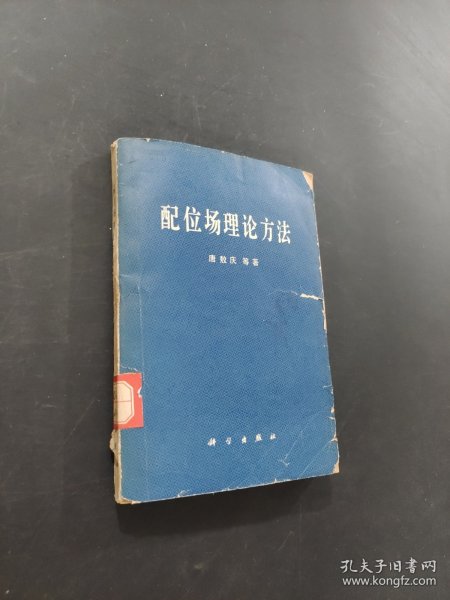 配位场理论方法
唐敖庆 等著
科学出版社
孔夫子旧书网
www.kongfz.com